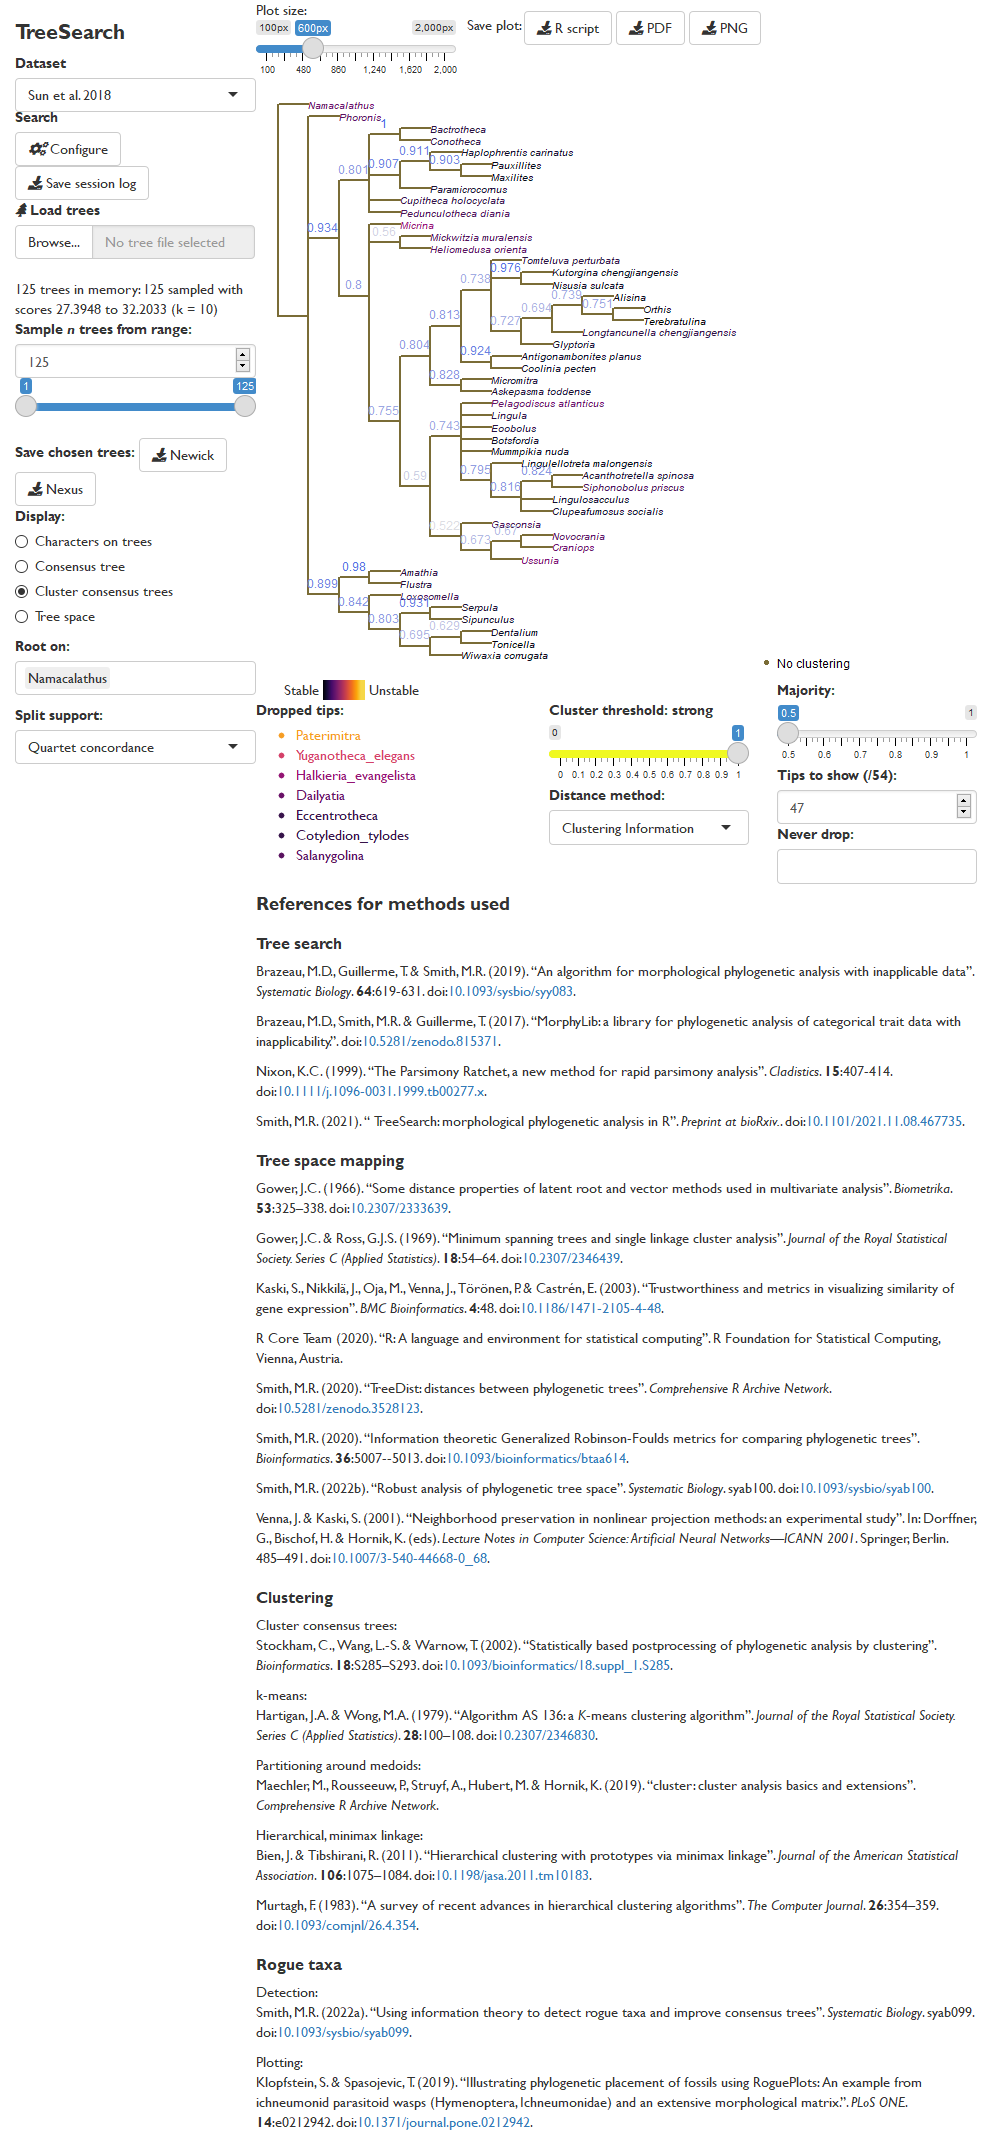 TreeSearch
Dataset
Sun et al. 2018
Search
Configure
Save session log
Load trees
Browse... No tree file selected
125 trees in memory: 125 sampled with
scores 27.3948 to 32.2033 (k = 10)
Sample n trees from range:
125
1 125
Save chosen trees: Newick
Nexus
Display:
Characters on trees
Consensus tree
Cluster consensus trees
Tree space
Root on:
Namacalathus
Split support:
Quartet concordance
Plot size:
100px 600px 2,000px
100 480 860 1,240 1,620 2,000
Save plot: R script PDF PNG
Namacalathus
Phoronis
1
Bactrotheca
Conotheca
0.911
Haplophrentis carinatus
0.801
0.907
0.903
Pauxillites
Maxilites
Paramicrocornus
Cupitheca holocyclata
Pedunculotheca diania
0.934
Micrina
0.56
Mickwitzia muralensis
Heliomedusa orienta
Tomteluva perturbata
0.976
Kutorgina chengjiangensis
0.738
Nisusia sulcata
0.8
0.739
Alisina
0.694
0.751
Orthis
0.813
0.727
Terebratulina
Longtancunella chengjiangensis
Glyptoria
0.804
0.924
Antigonambonites planus
Coolinia pecten
0.828
Micromitra
Askepasma toddense
0.755
Pelagodiscus atlanticus
Lingula
0.743
Eoobolus
Botsfordia
Mummpikia nuda
0.795
Lingulellotreta malongensis
0.59
0.824
Acanthotretella spinosa
0.816
Siphonobolus priscus
Lingulosacculus
Clupeafumosus socialis
0.522
Gasconsia
0.67
Novocrania
0.673
Craniops
Ussunia
0.98
Amathia
0.899
Flustra
0.842
Loxosomella
0.931
Serpula
0.803
Sipunculus
0.629
Dentalium
0.695
Tonicella
Wiwaxia corrugata
No clustering
Stable Unstable
Dropped tips:
Paterimitra
Yuganotheca_elegans
Halkieria_evangelista
Dailyatia
Eccentrotheca
Cotyledion_tylodes
Salanygolina
Cluster threshold: strong
0 1
0 0.1 0.2 0.3 0.4 0.5 0.6 0.7 0.8 0.9 1
Distance method:
Clustering Information
Majority:
0.5 1
0.5 0.6 0.7 0.8 0.9 1
Tips to show (/54):
47
Never drop:
References for methods used
Tree search
Brazeau, M.D., Guillerme, T. & Smith, M.R. (2019). “An algorithm for morphological phylogenetic analysis with inapplicable data”.
Systematic Biology. 64:619-631. doi:10.1093/sysbio/syy083.
Brazeau, M.D., Smith, M.R. & Guillerme, T. (2017). “MorphyLib: a library for phylogenetic analysis of categorical trait data with
inapplicability.”. doi:10.5281/zenodo.815371.
Nixon, K.C. (1999). “The Parsimony Ratchet, a new method for rapid parsimony analysis”. Cladistics. 15:407-414.
doi:10.1111/j.1096-0031.1999.tb00277.x.
Smith, M.R. (2021). “ TreeSearch: morphological phylogenetic analysis in R”. Preprint at bioRxiv.. doi:10.1101/2021.11.08.467735.
Tree space mapping
Gower, J.C. (1966). “Some distance properties of latent root and vector methods used in multivariate analysis”. Biometrika.
53:325–338. doi:10.2307/2333639.
Gower, J.C. & Ross, G.J.S. (1969). “Minimum spanning trees and single linkage cluster analysis”. Journal of the Royal Statistical
Society. Series C (Applied Statistics). 18:54–64. doi:10.2307/2346439.
Kaski, S., Nikkilä, J., Oja, M., Venna, J., Törönen, P. & Castrén, E. (2003). “Trustworthiness and metrics in visualizing similarity of
gene expression”. BMC Bioinformatics. 4:48. doi:10.1186/1471-2105-4-48.
R Core Team (2020). “R: A language and environment for statistical computing”. R Foundation for Statistical Computing,
Vienna, Austria.
Smith, M.R. (2020). “TreeDist: distances between phylogenetic trees”. Comprehensive R Archive Network.
doi:10.5281/zenodo.3528123.
Smith, M.R. (2020). “Information theoretic Generalized Robinson-Foulds metrics for comparing phylogenetic trees”.
Bioinformatics. 36:5007--5013. doi:10.1093/bioinformatics/btaa614.
Smith, M.R. (2022b). “Robust analysis of phylogenetic tree space”. Systematic Biology. syab100. doi:10.1093/sysbio/syab100.
Venna, J. & Kaski, S. (2001). “Neighborhood preservation in nonlinear projection methods: an experimental study”. In: Dorffner,
G., Bischof, H. & Hornik, K. (eds). Lecture Notes in Computer Science: Artificial Neural Networks—ICANN 2001. Springer, Berlin.
485–491. doi:10.1007/3-540-44668-0_68.
Clustering
Cluster consensus trees:
Stockham, C., Wang, L.-S. & Warnow, T. (2002). “Statistically based postprocessing of phylogenetic analysis by clustering”.
Bioinformatics. 18:S285–S293. doi:10.1093/bioinformatics/18.suppl_1.S285.
k-means:
Hartigan, J.A. & Wong, M.A. (1979). “Algorithm AS 136: a K-means clustering algorithm”. Journal of the Royal Statistical Society.
Series C (Applied Statistics). 28:100–108. doi:10.2307/2346830.
Partitioning around medoids:
Maechler, M., Rousseeuw, P., Struyf, A., Hubert, M. & Hornik, K. (2019). “cluster: cluster analysis basics and extensions”.
Comprehensive R Archive Network.
Hierarchical, minimax linkage:
Bien, J. & Tibshirani, R. (2011). “Hierarchical clustering with prototypes via minimax linkage”. Journal of the American Statistical
Association. 106:1075–1084. doi:10.1198/jasa.2011.tm10183.
Murtagh, F. (1983). “A survey of recent advances in hierarchical clustering algorithms”. The Computer Journal. 26:354–359.
doi:10.1093/comjnl/26.4.354.
Rogue taxa
Detection:
Smith, M.R. (2022a). “Using information theory to detect rogue taxa and improve consensus trees”. Systematic Biology. syab099.
doi:10.1093/sysbio/syab099.
Plotting:
Klopfstein, S. & Spasojevic, T. (2019). “Illustrating phylogenetic placement of fossils using RoguePlots: An example from
ichneumonid parasitoid wasps (Hymenoptera, Ichneumonidae) and an extensive morphological matrix.”. PLoS ONE.
14:e0212942. doi:10.1371/journal.pone.0212942.